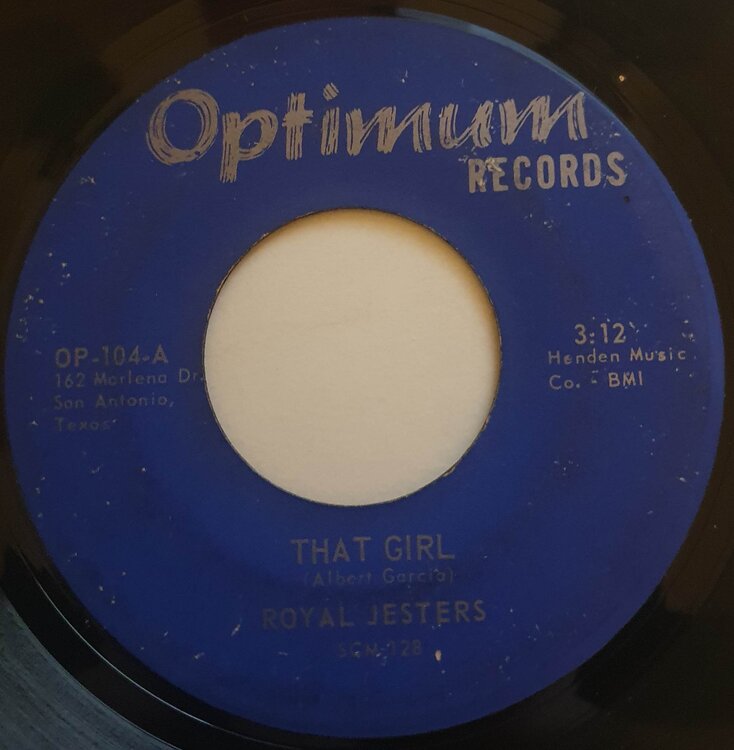 Optimum
RECORDS
OP-104-A
162 Marlena Dr.
San Antonio,
Texas
3:12
Henden Music
Co. - BMI
THAT GIRL
(Albert Garcia)
ROYAL JESTERS
SCM-128